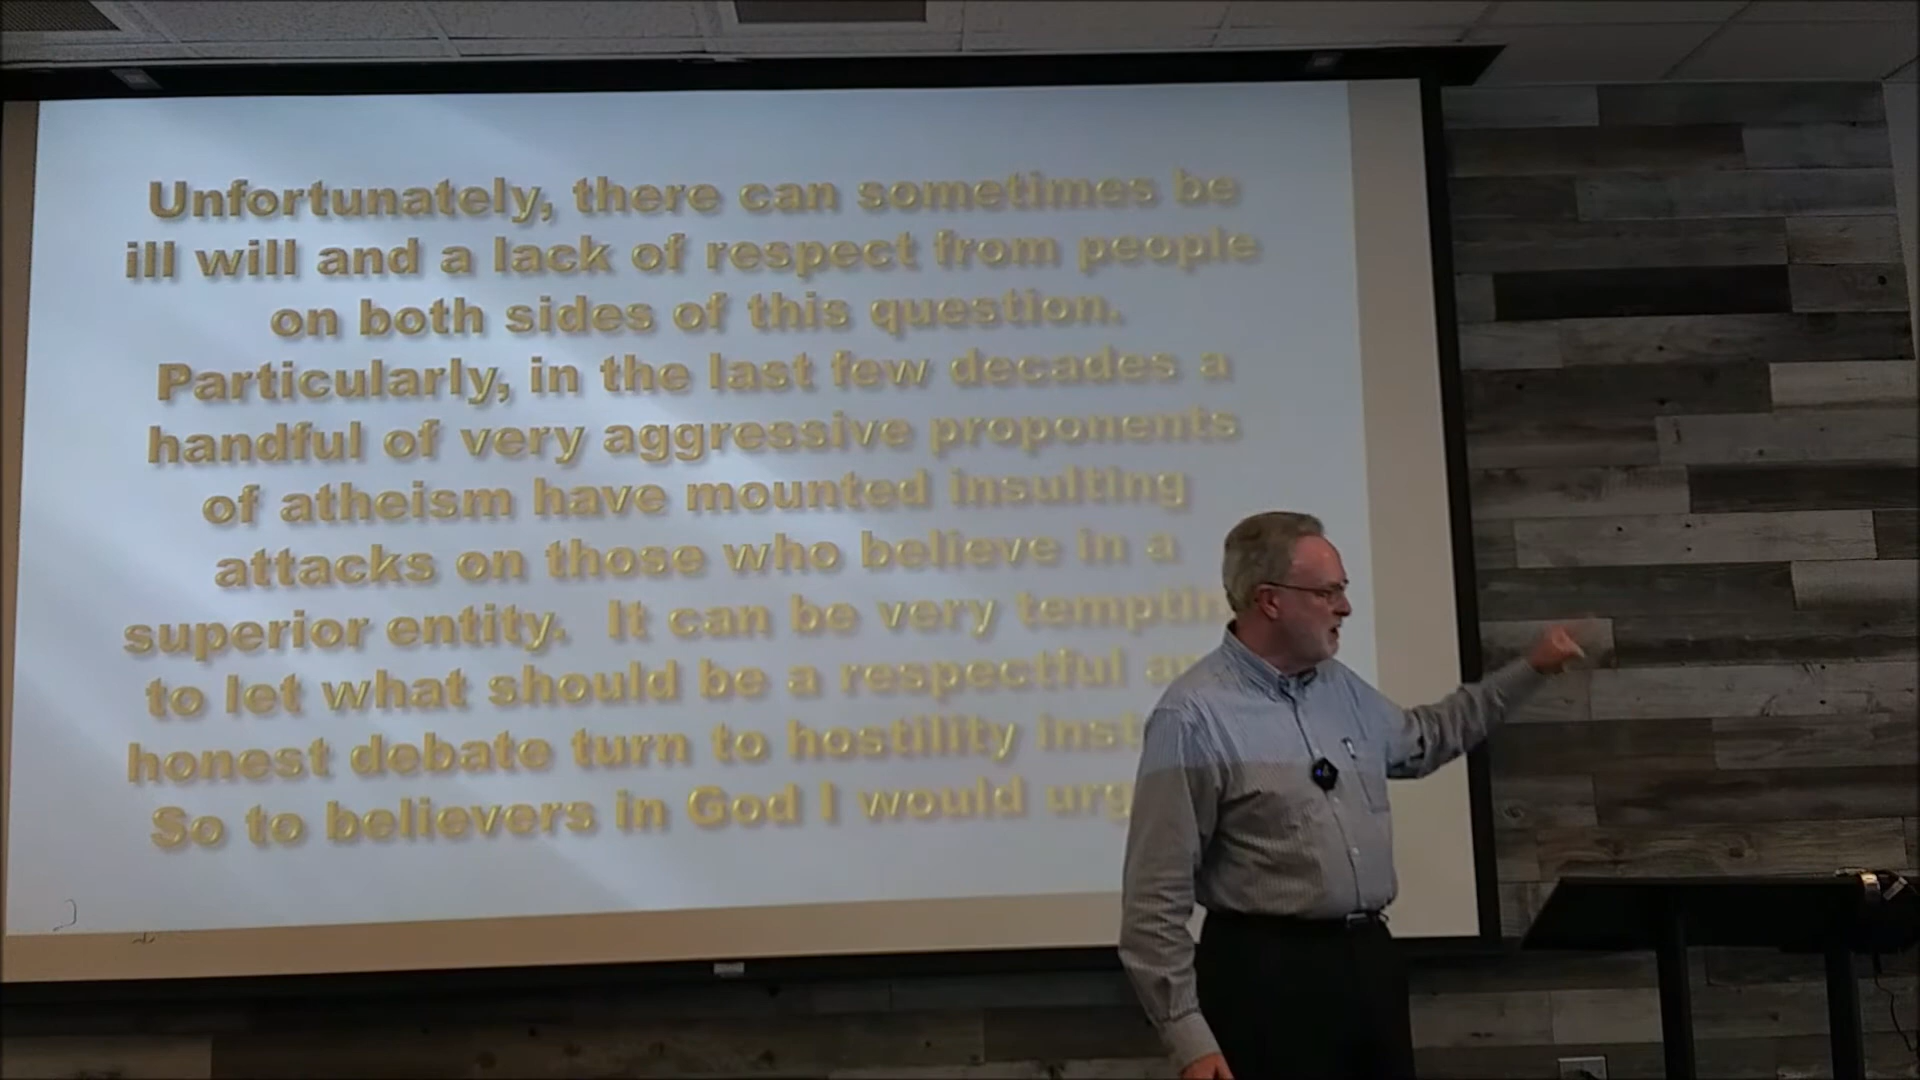 Unfortunately, there can sometimes be
ill will and a lack of respect from people
on both sides of this question.
Particularly, in the last few decades a
handful of very aggressive proponents
of atheism have mounted insulting
attacks on those who believe in a
superior entity. It can be very
to let what should be a respectful
honest debate turn to hostility
So to believers in God I would